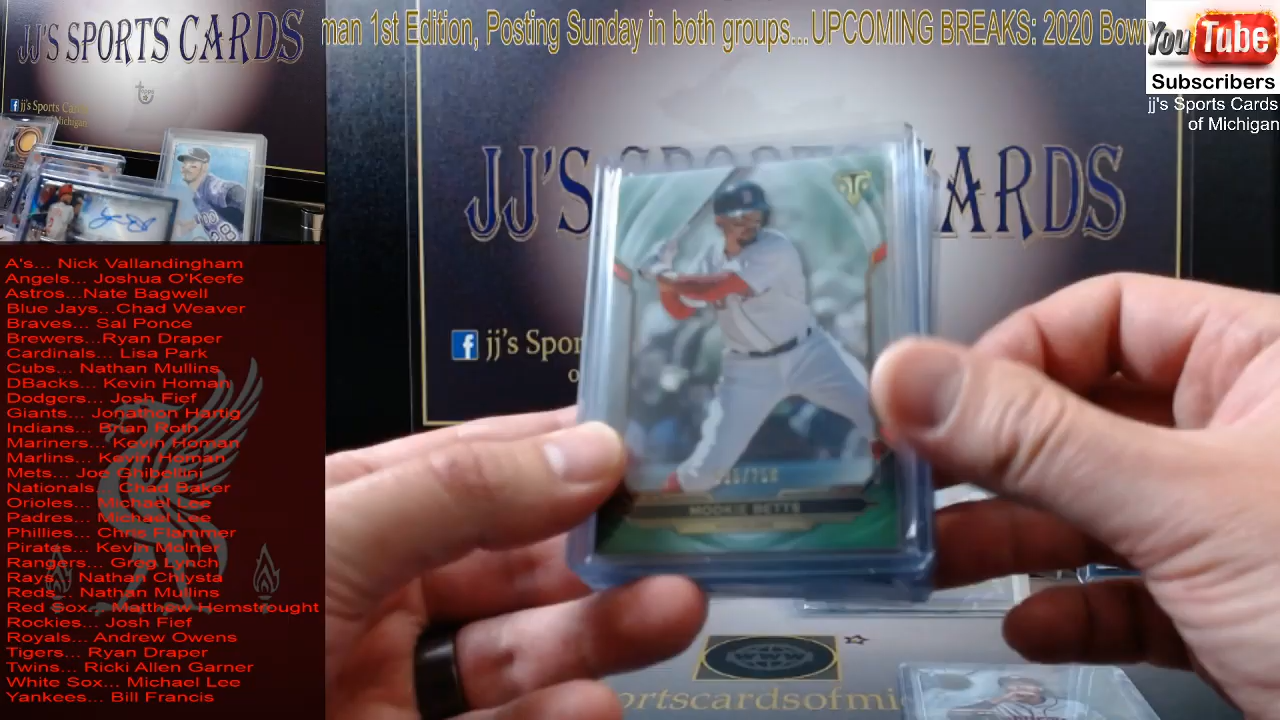 JJ'S SPORTS CARDS
jj's Sports Cards
of Michigan
man 1st Edition, Posting Sunday in both groups...UPCOMING BREAKS: 2020 Bow
You Tube
Subscribers
jj's Sports Cards
of Michigan
JJ'S SPORTS CARDS
jj's Spor
MOOKIE BETTS
A's... Nick Vallandingham
Angels... Joshua O'Keefe
Astros...Nate Bagwell
Blue Jays...Chad Weaver
Braves... Sal Ponce
Brewers...Ryan Draper
Cardinals... Lisa Park
Cubs... Nathan Mullins
DBacks... Kevin Homan
Dodgers... Josh Fief
Giants... Jonathon Hartig
Indians... Brian Roth
Mariners... Kevin Homan
Marlins... Kevin Homan
Mets... Joe Ghibellini
Nationals... Chad Baker
Orioles... Michael Lee
Padres... Michael Lee
Phillies... Chris Flammer
Pirates... Kevin Molner
Rangers... Greg Lynch
Rays... Nathan Chlysta
Reds... Nathan Mullins
Red Sox... Matthew Hemstrought
Rockies... Josh Fief
Royals... Andrew Owens
Tigers... Ryan Draper
Twins... Ricki Allen Garner
White Sox... Michael Lee
Yankees... Bill Francis
www
ortscardsofmi